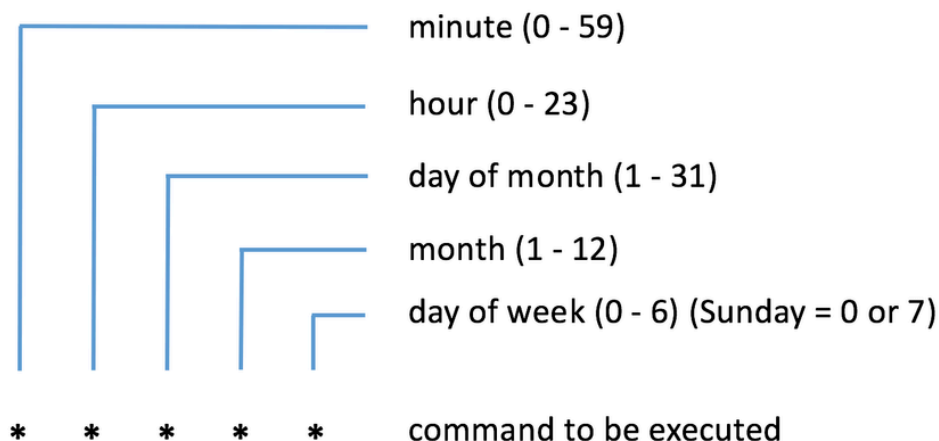 minute (0 - 59)
hour (0 - 23)
day of month (1 - 31)
month (1 - 12)
day of week (0 - 6) (Sunday = 0 or 7)
* * * * * command to be executed